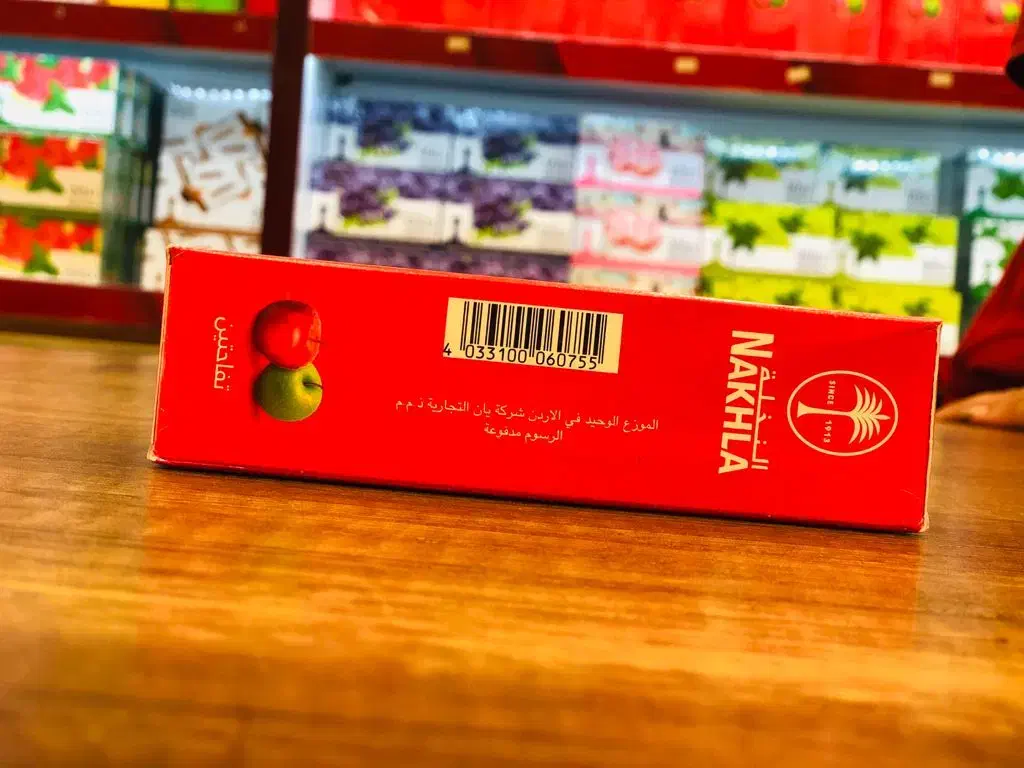 تفاحتين
4 033100 060755
الموزع الوحيد في الاردن شركة يان التجارية ذ م.م
الرسوم مدفوعة
النخلة
NAKHLA
SINCE 1913